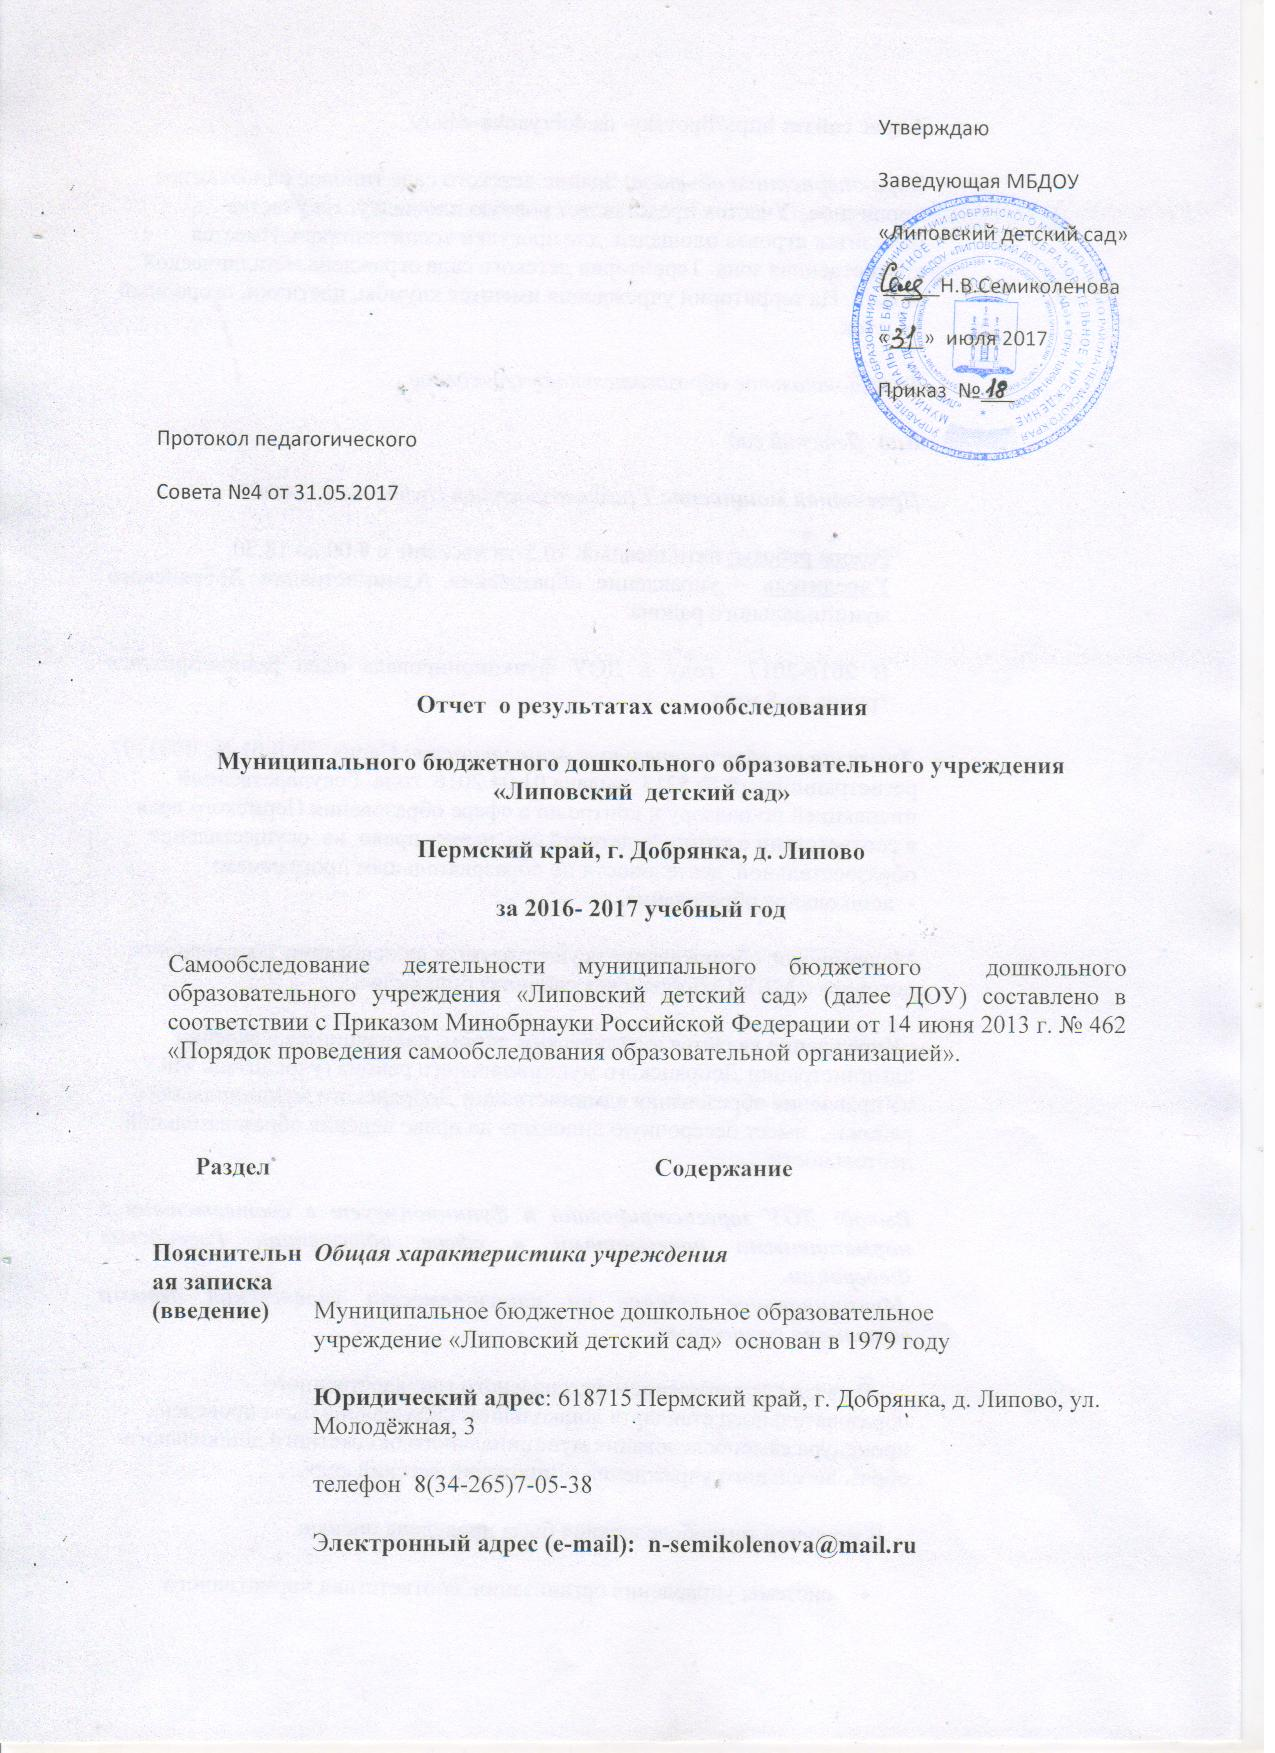 Утверждаю
Заведующая МБДОУ
«Липовский детский сад»
Н.В.Семиколенова
«31» июля 2017
Приказ №18
Протокол педагогического
Совета №4 от 31.05.2017
Отчет о результатах самообследования
Муниципального бюджетного дошкольного образовательного учреждения
«Липовский детский сад»
Пермский край, г. Добрянка, д. Липово
за 2016- 2017 учебный год
Самообследование деятельности муниципального бюджетного дошкольного
образовательного учреждения «Липовский детский сад» (далее ДОУ) составлено в
соответствии с Приказом Минобрнауки Российской Федерации от 14 июня 2013 г. № 462
«Порядок проведения самообследования образовательной организацией».
Раздел Содержание
Пояснительн
ая записка
(введение)
Общая характеристика учреждения
Муниципальное бюджетное дошкольное образовательное
учреждение «Липовский детский сад» основан в 1979 году
Юридический адрес: 618715 Пермский край, г. Добрянка, д. Липово, ул.
Молодёжная, 3
телефон 8(34-265)7-05-38
Электронный адрес (e-mail): n-semikolenova@mail.ru